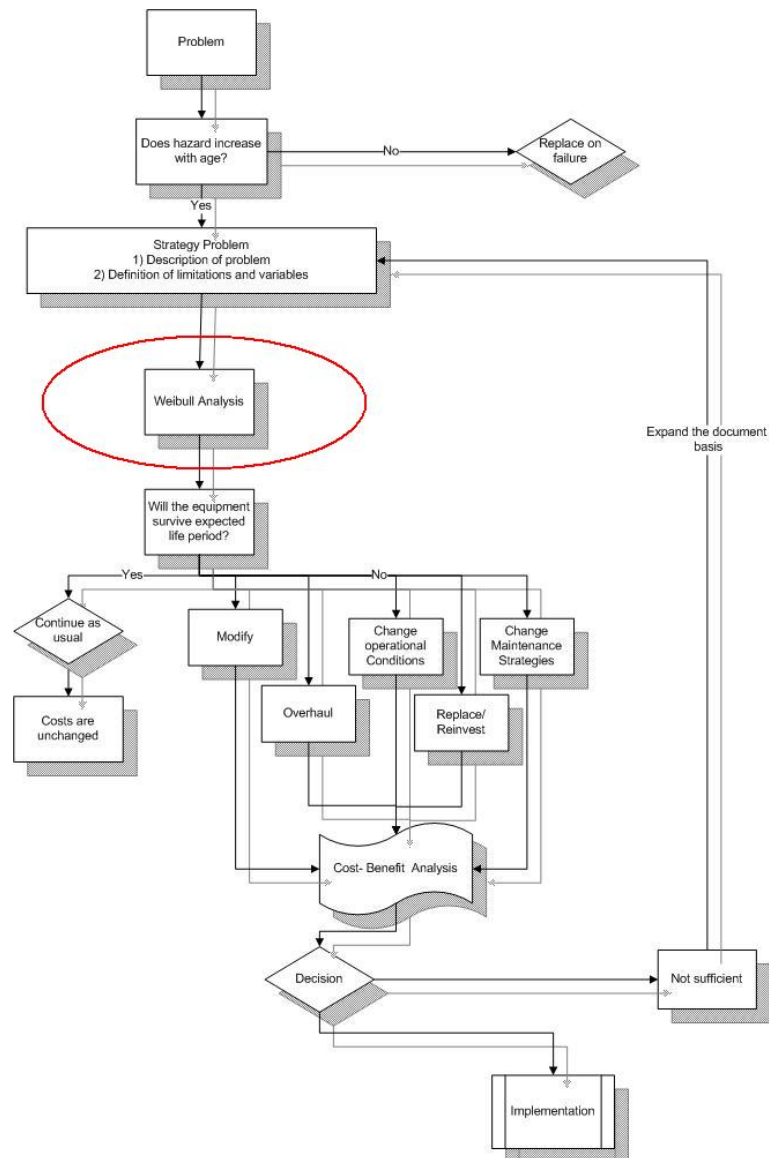 Problem
Does hazard increase
with age?
No
Replace on
failure
Yes
Strategy Problem
1) Description of problem
2) Definition of limitations and variables
Weibull Analysis
Expand the document
basis
Will the equipment
survive expected
life period?
Yes
No
Continue as
usual
Modify
Change
operational
Conditions
Change
Maintenance
Strategies
Costs are
unchanged
Overhaul
Replace/
Reinvest
Cost- Benefit Analysis
Decision
Not sufficient
Implementation